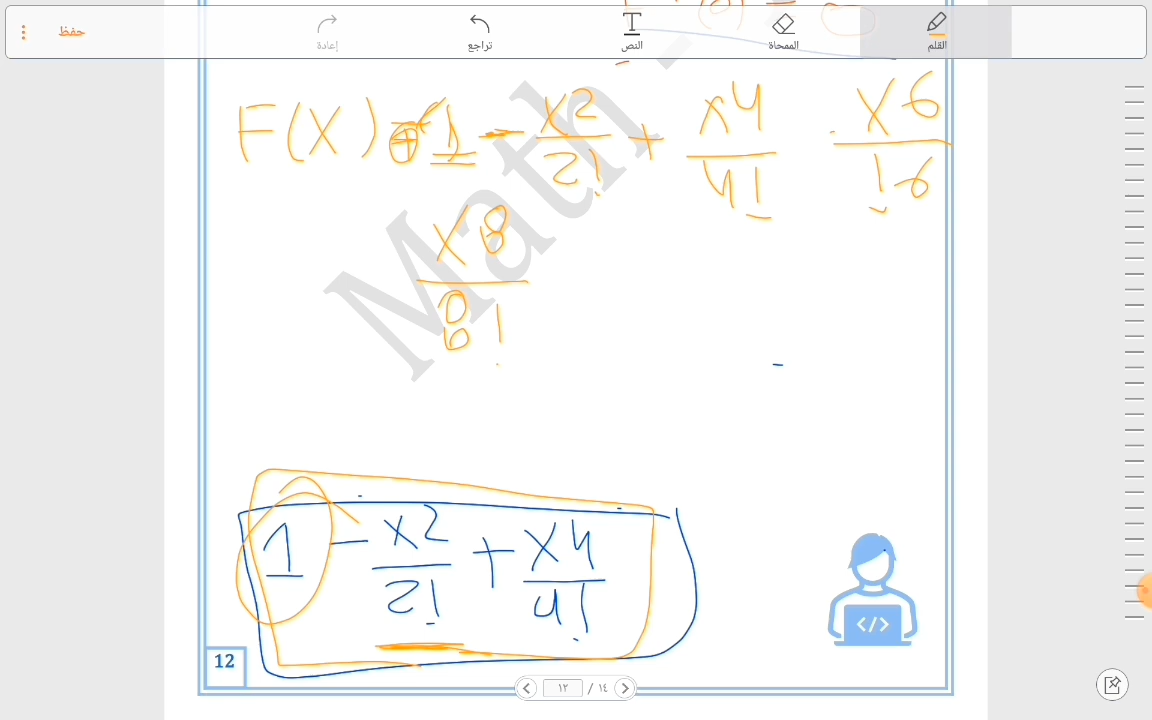 حفظ إعادة تراجع النص الممحاة القلم
F(X) = 1 - x2/2! + x4/4! x6/!6
x8/8!
Math -
1 - x2/2! + x4/4!
</>
12
١٢ / ١٤